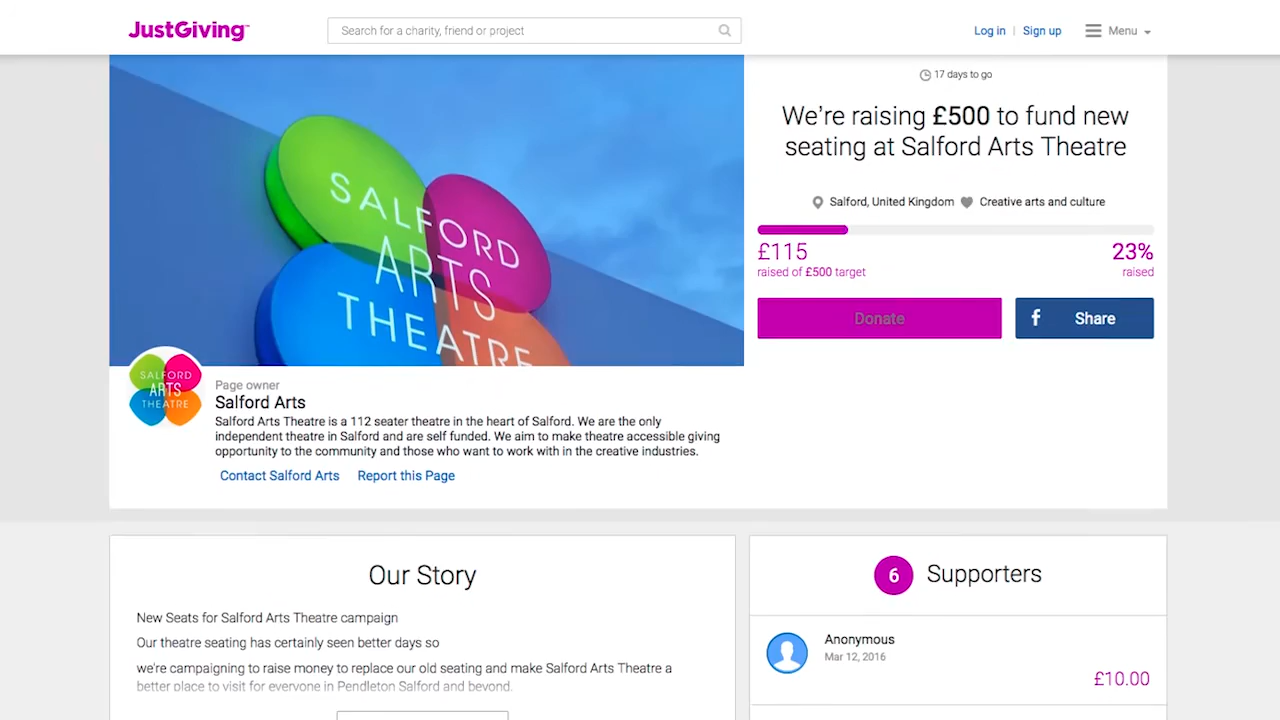 JustGiving™
Search for a charity, friend or project
Log in | Sign up
Menu
SALFORD
ARTS
THEATRE
17 days to go
We're raising £500 to fund new
seating at Salford Arts Theatre
Salford, United Kingdom
Creative arts and culture
£115
23%
raised of £500 target
raised
Donate
f Share
SALFORD
ARTS
THEATRE
Page owner
Salford Arts
Salford Arts Theatre is a 112 seater theatre in the heart of Salford. We are the only
independent theatre in Salford and are self funded. We aim to make theatre accessible giving
opportunity to the community and those who want to work with in the creative industries.
Contact Salford Arts
Report this Page
Our Story
New Seats for Salford Arts Theatre campaign
Our theatre seating has certainly seen better days so
we're campaigning to raise money to replace our old seating and make Salford Arts Theatre a
better place to visit for everyone in Pendleton Salford and beyond.
6 Supporters
Anonymous
Mar 12, 2016
£10.00